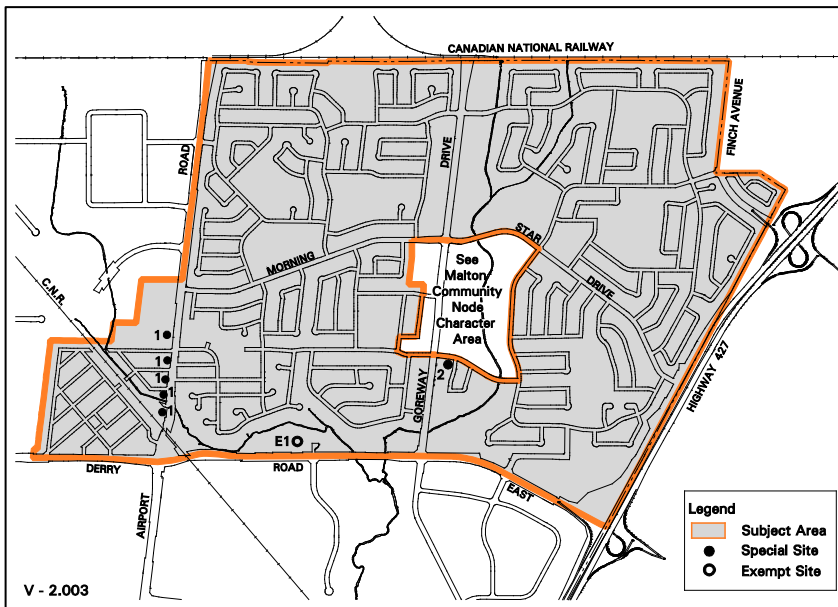 CANADIAN NATIONAL RAILWAY
FINCH AVENUE
ROAD
DRIVE
STAR
MORNING
See
Malton
Community
Node
Character
Area
DRIVE
C.N.R.
1
1
1
1
1
2
HIGHWAY 427
GOREWAY
E1
DERRY
ROAD
EAST
AIRPORT
Legend
Subject Area
Special Site
Exempt Site
V - 2.003